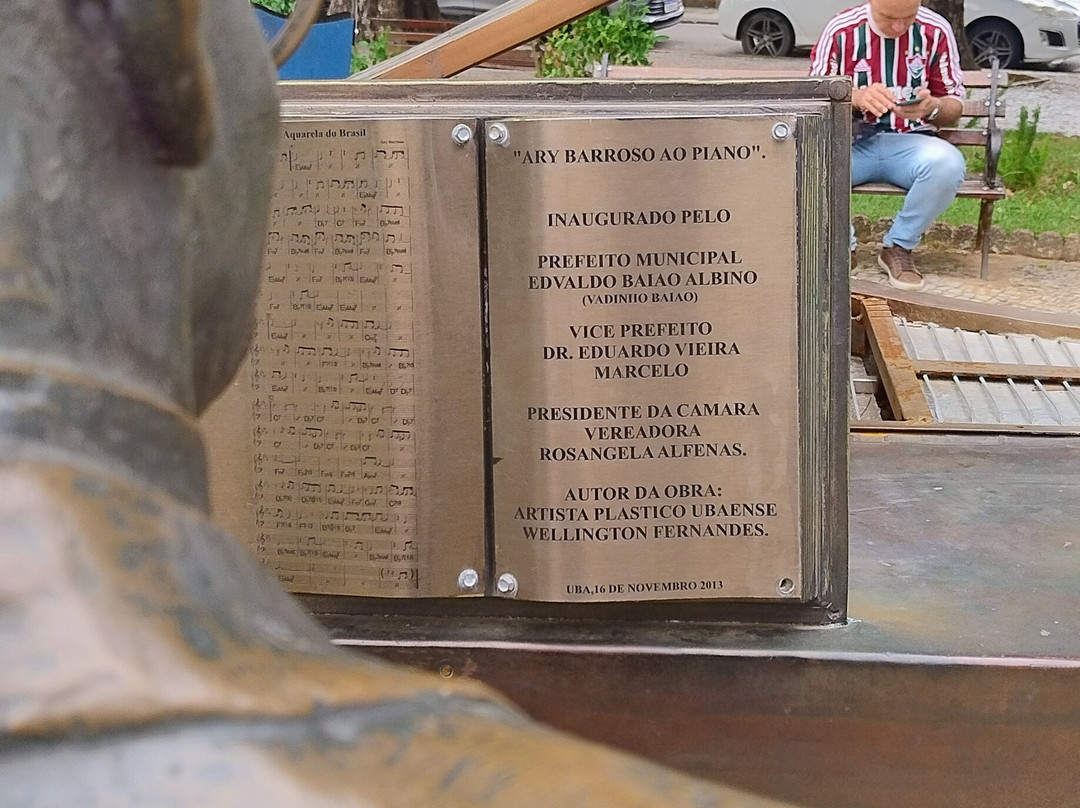 Aquarela do Brasil
"ARY BARROSO AO PIANO".
INAUGURADO PELO
PREFEITO MUNICIPAL
EDVALDO BAIAO ALBINO
(VADINHO BAIAO)
VICE PREFEITO
DR. EDUARDO VIEIRA
MARCELO
PRESIDENTE DA CAMARA
VEREADORA
ROSANGELA ALFENAS.
AUTOR DA OBRA:
ARTISTA PLASTICO UBAENSE
WELLINGTON FERNANDES.
UBA,16 DE NOVEMBRO 2013